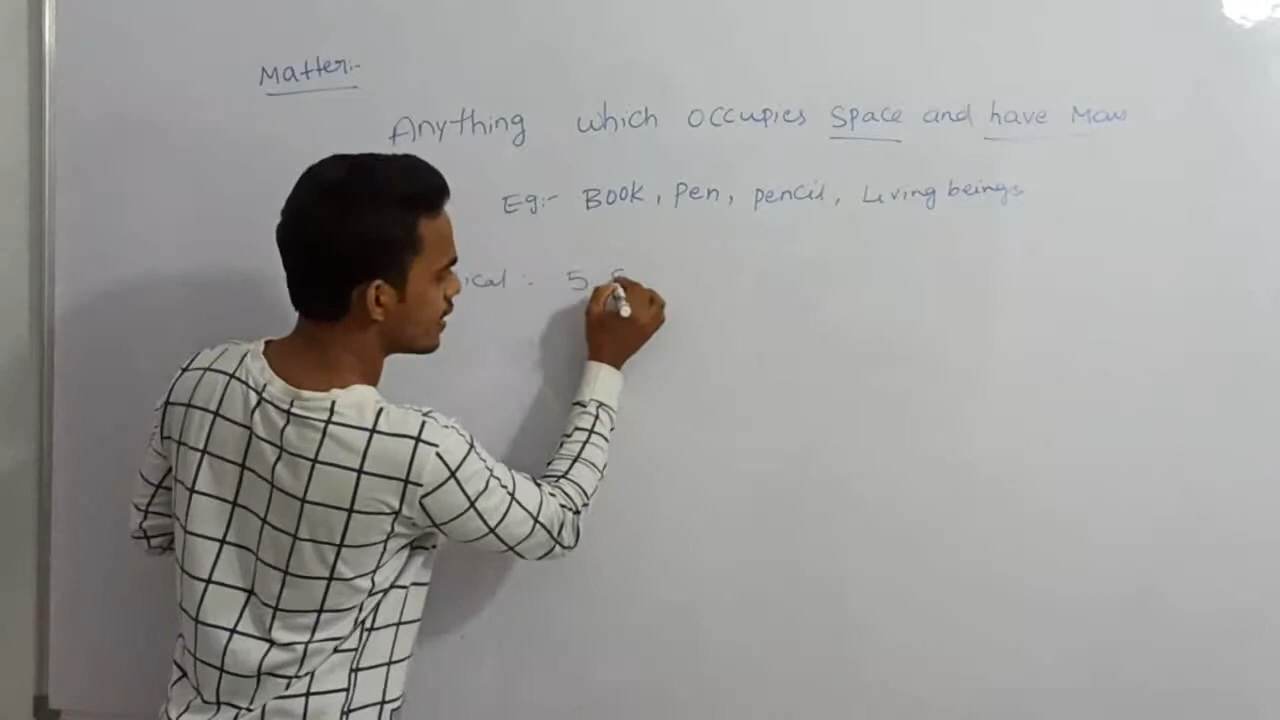 Matter:-
Anything which occupies space and have Mass
Eg:- Book, Pen, pencil, Living beings
ical :- 5